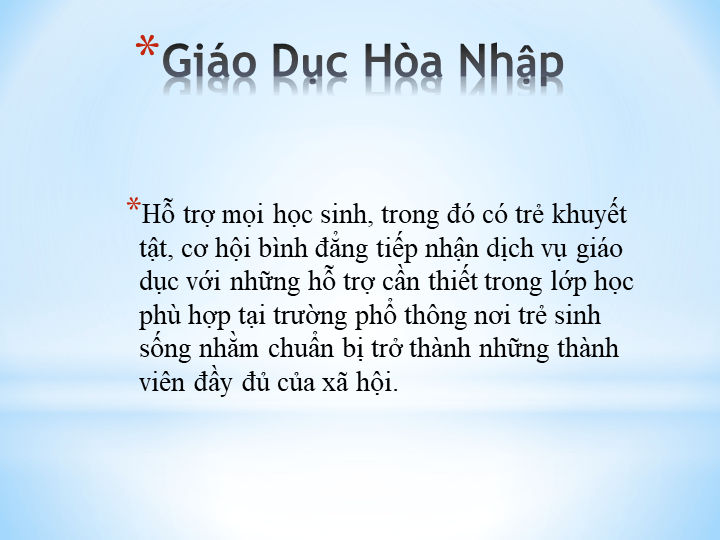 * Giáo Dục Hòa Nhập
* Hỗ trợ mọi học sinh, trong đó có trẻ khuyết
tật, cơ hội bình đẳng tiếp nhận dịch vụ giáo
dục với những hỗ trợ cần thiết trong lớp học
phù hợp tại trường phổ thông nơi trẻ sinh
sống nhằm chuẩn bị trở thành những thành
viên đầy đủ của xã hội.